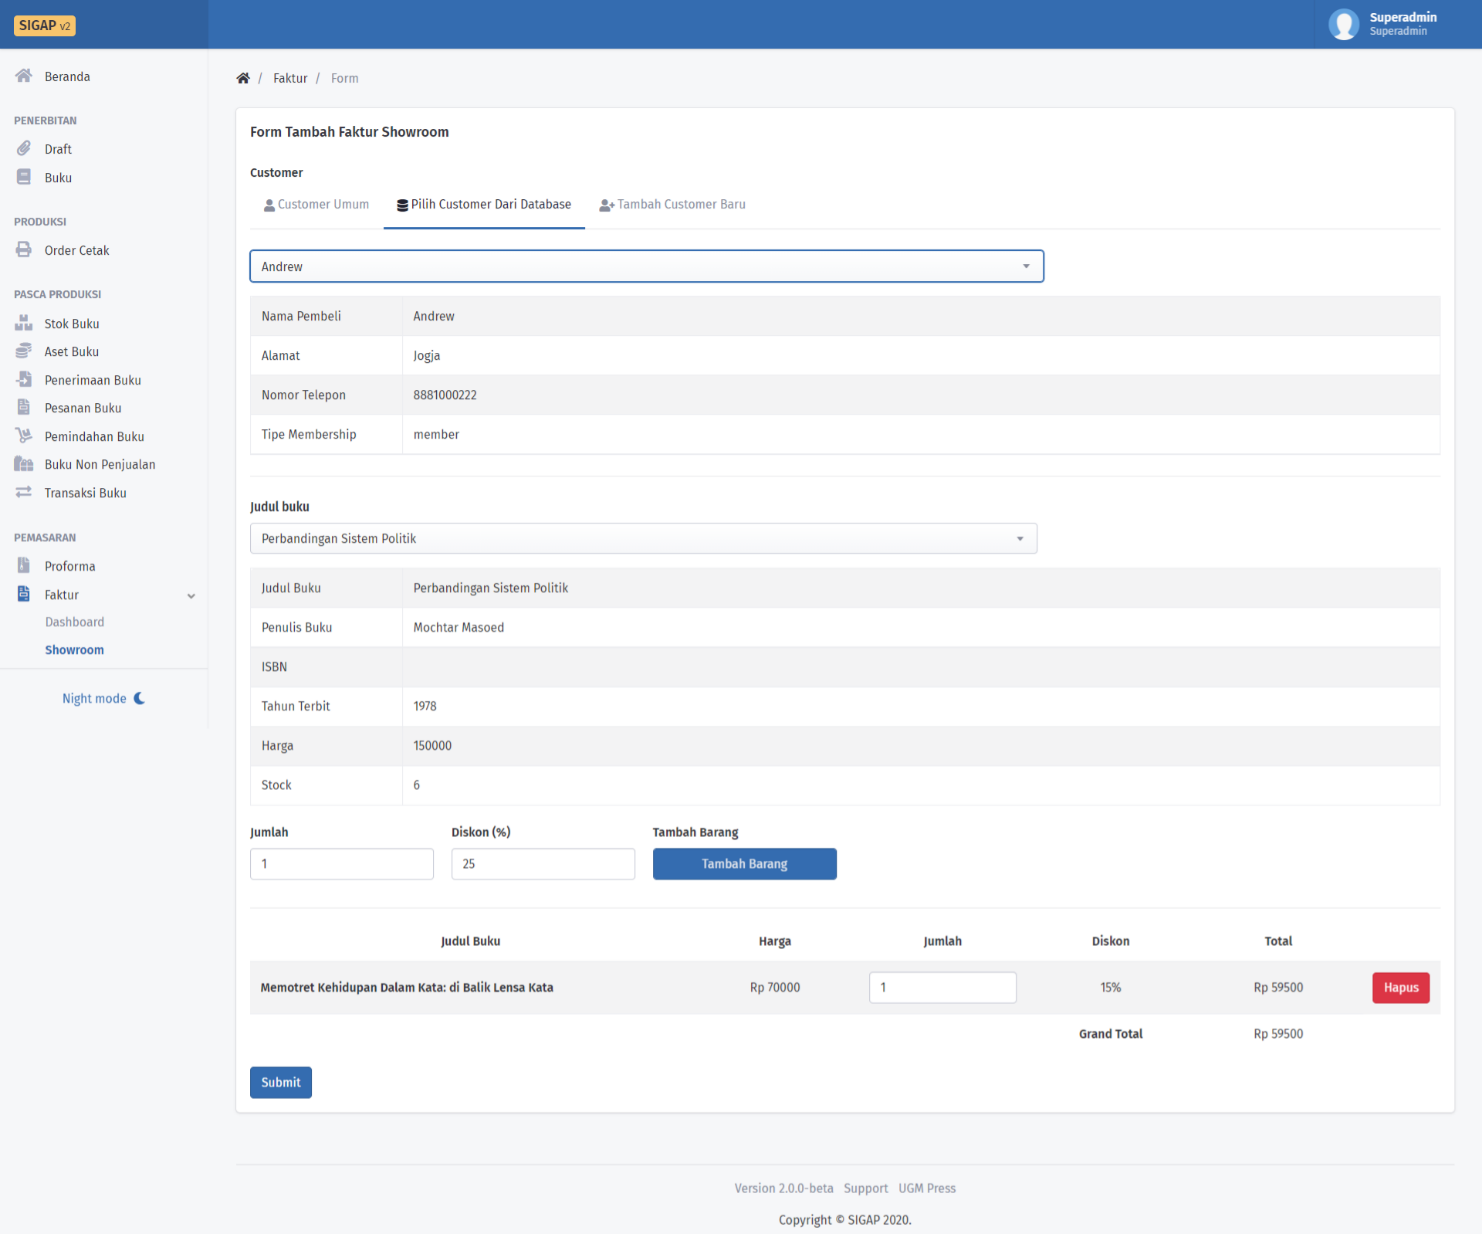 SIGAP v2
Superadmin
Superadmin
Beranda
PENERBITAN
Draft
Buku
PRODUKSI
Order Cetak
PASCA PRODUKSI
Stok Buku
Aset Buku
Penerimaan Buku
Pesanan Buku
Pemindahan Buku
Buku Non Penjualan
Transaksi Buku
PEMASARAN
Proforma
Faktur
Dashboard
Showroom
Night mode
/ Faktur / Form
Form Tambah Faktur Showroom
Customer
Customer Umum Pilih Customer Dari Database Tambah Customer Baru
Andrew
Nama Pembeli Andrew
Alamat Jogja
Nomor Telepon 8881000222
Tipe Membership member
Judul buku
Perbandingan Sistem Politik
Judul Buku Perbandingan Sistem Politik
Penulis Buku Mochtar Masoed
ISBN
Tahun Terbit 1978
Harga 150000
Stock 6
Jumlah Diskon (%) Tambah Barang
1 25 Tambah Barang
Judul Buku Harga Jumlah Diskon Total
Memotret Kehidupan Dalam Kata: di Balik Lensa Kata Rp 70000 1 15% Rp 59500 Hapus
Grand Total Rp 59500
Submit
Version 2.0.0-beta Support UGM Press
Copyright © SIGAP 2020.